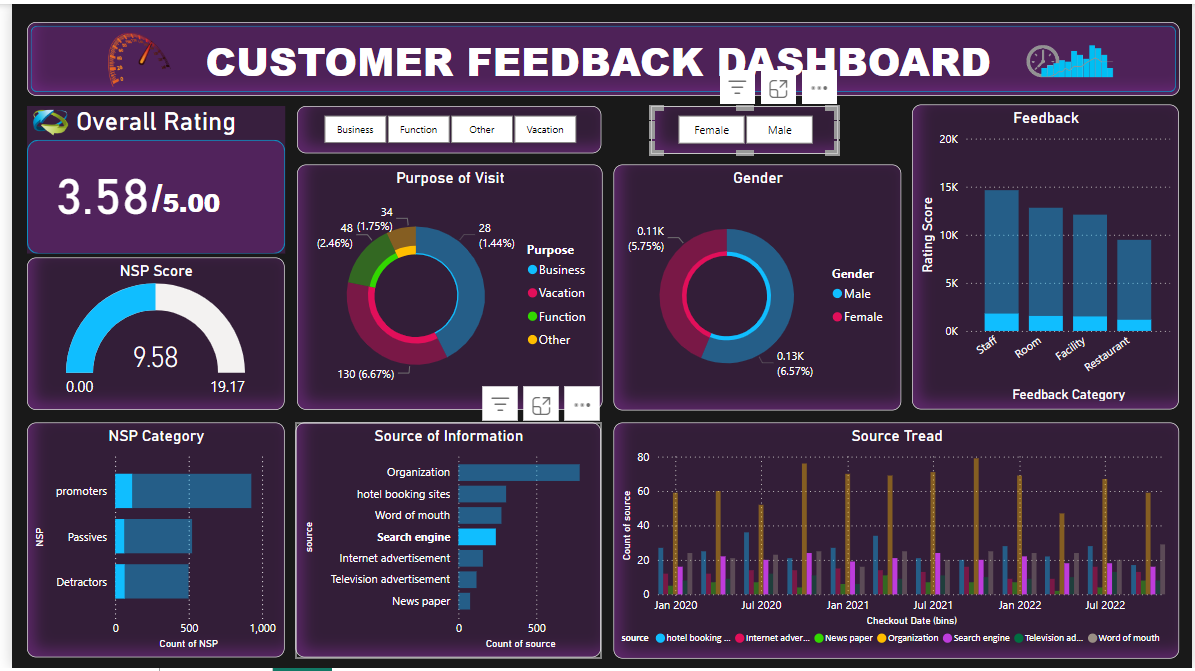 CUSTOMER FEEDBACK DASHBOARD
Overall Rating
3.58/5.00
Business
Function
Other
Vacation
Female
Male
NSP Score
9.58
0.00
19.17
Purpose of Visit
34
(1.75%)
48
(2.46%)
28
(1.44%)
130 (6.67%)
Purpose
Business
Vacation
Function
Other
Gender
0.11K
(5.75%)
0.13K
(6.57%)
Gender
Male
Female
Feedback
Rating Score
20K
15K
10K
5K
0K
Staff
Room
Facility
Restaurant
Feedback Category
NSP Category
NSP
promoters
Passives
Detractors
0
500
1,000
Count of NSP
Source of Information
source
Organization
hotel booking sites
Word of mouth
Search engine
Internet advertisement
Television advertisement
News paper
0
500
Count of source
Source Tread
Count of source
80
60
40
20
0
Jan 2020
Jul 2020
Jan 2021
Jul 2021
Jan 2022
Jul 2022
Checkout Date (bins)
source
hotel booking ...
Internet adver...
News paper
Organization
Search engine
Television ad...
Word of mouth